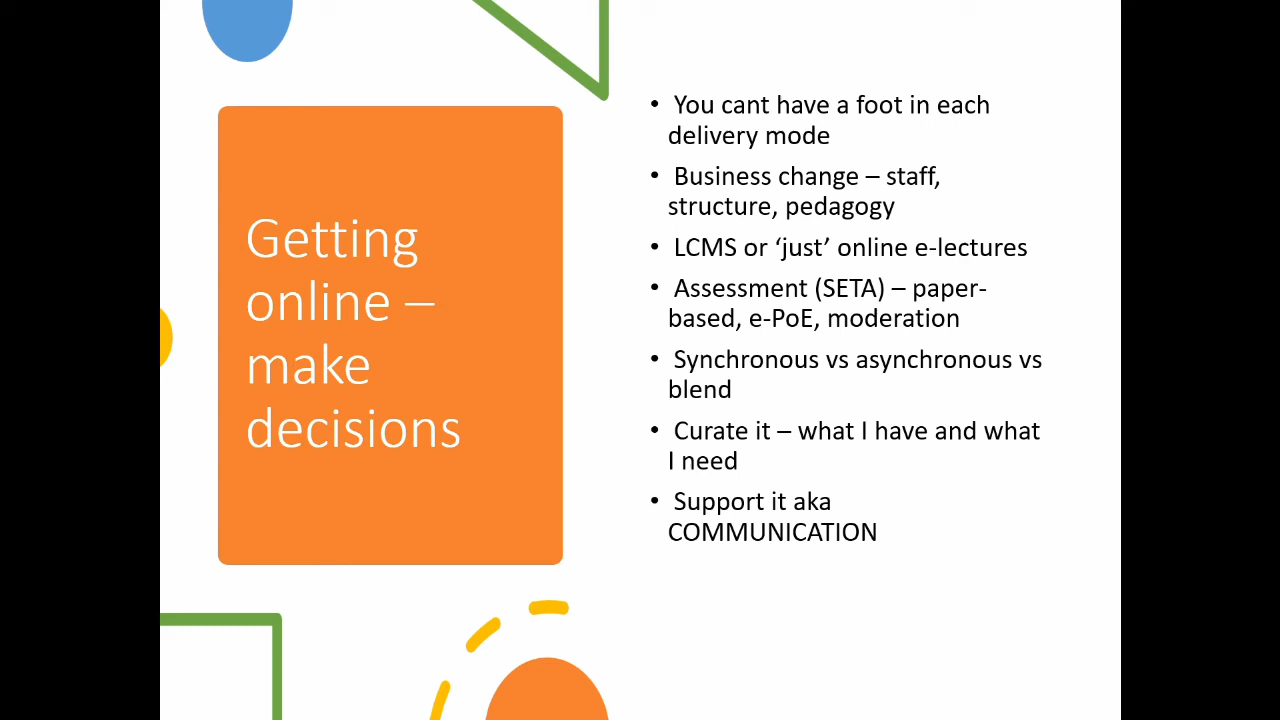 Getting
online –
make
decisions
• You cant have a foot in each
delivery mode
• Business change – staff,
structure, pedagogy
• LCMS or ‘just’ online e-lectures
• Assessment (SETA) – paper-
based, e-PoE, moderation
• Synchronous vs asynchronous vs
blend
• Curate it – what I have and what
I need
• Support it aka
COMMUNICATION